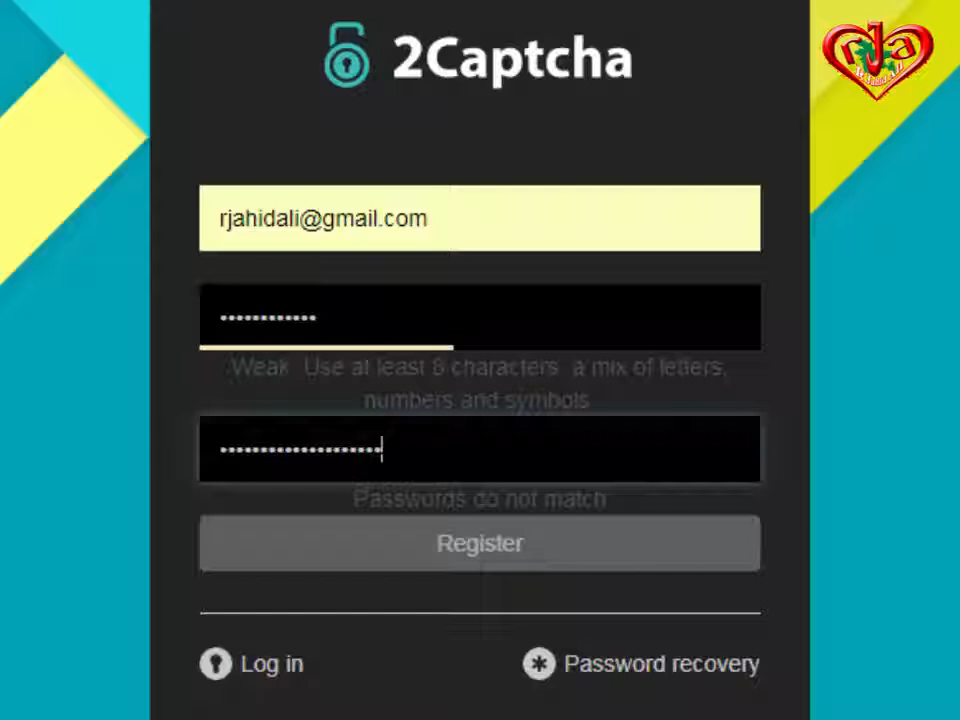 2Captcha
rJa
rjahidali@gmail.com
Weak. Use at least 8 characters, a mix of letters,
numbers and symbols
Passwords do not match
Register
Log in
Password recovery